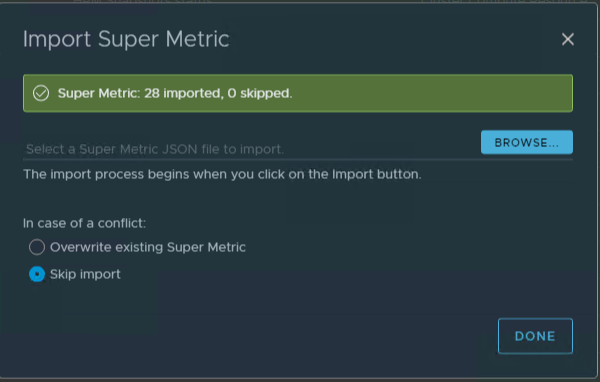 Import Super Metric
Super Metric: 28 imported, 0 skipped.
Select a Super Metric JSON file to import.
BROWSE...
The import process begins when you click on the Import button.
In case of a conflict:
Overwrite existing Super Metric
Skip import
DONE